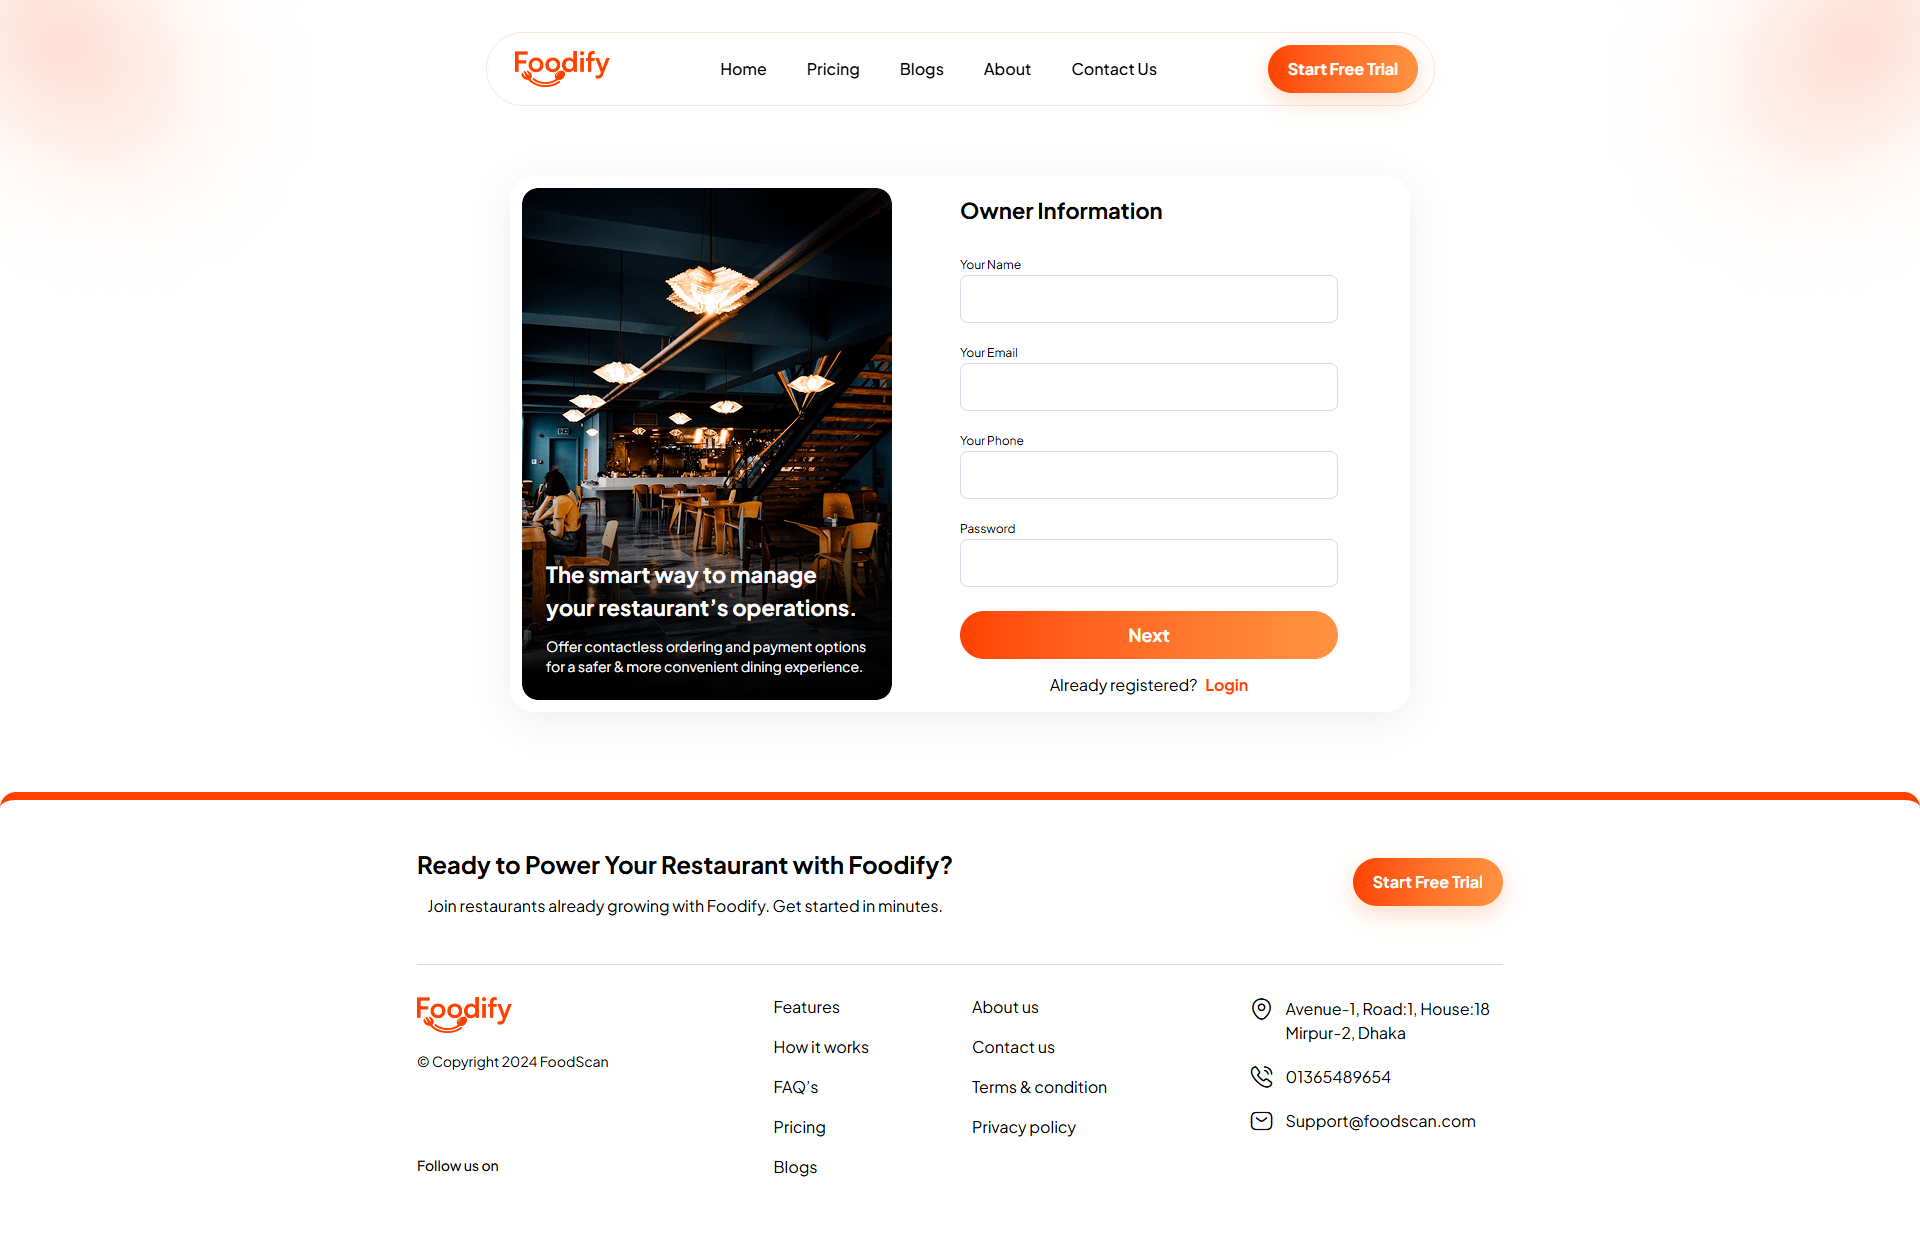 Foodify
Home
Pricing
Blogs
About
Contact Us
Start Free Trial
The smart way to manage
your restaurant’s operations.
Offer contactless ordering and payment options
for a safer & more convenient dining experience.
Owner Information
Your Name
Your Email
Your Phone
Password
Next
Already registered? Login
Ready to Power Your Restaurant with Foodify?
Join restaurants already growing with Foodify. Get started in minutes.
Start Free Trial
Foodify
© Copyright 2024 FoodScan
Follow us on
Features
How it works
FAQ’s
Pricing
Blogs
About us
Contact us
Terms & condition
Privacy policy
Avenue-1, Road:1, House:18
Mirpur-2, Dhaka
01365489654
Support@foodscan.com